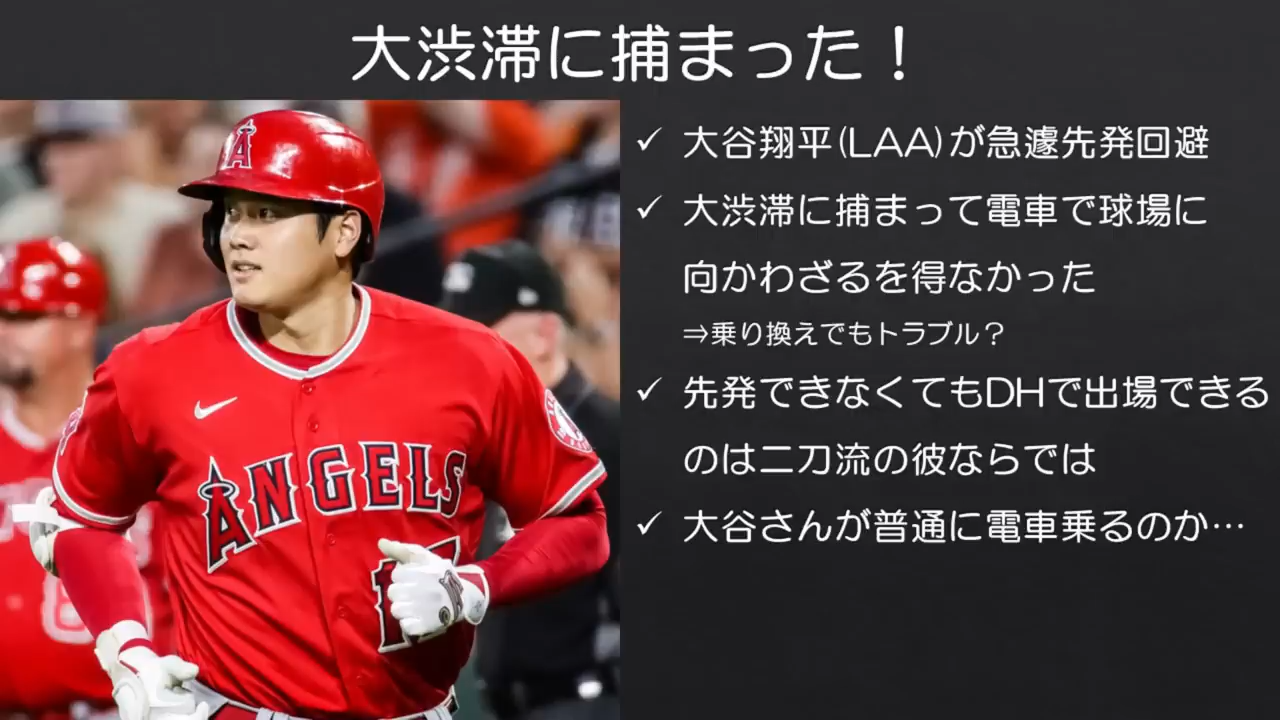 大渋滞に捕まった！
✓ 大谷翔平(LAA)が急遽先発回避
✓ 大渋滞に捕まって電車で球場に
向かわざるを得なかった
⇒乗り換えでもトラブル？
✓ 先発できなくてもDHで出場できる
のは二刀流の彼ならでは
✓ 大谷さんが普通に電車乗るのか…
A
ANGELS
17